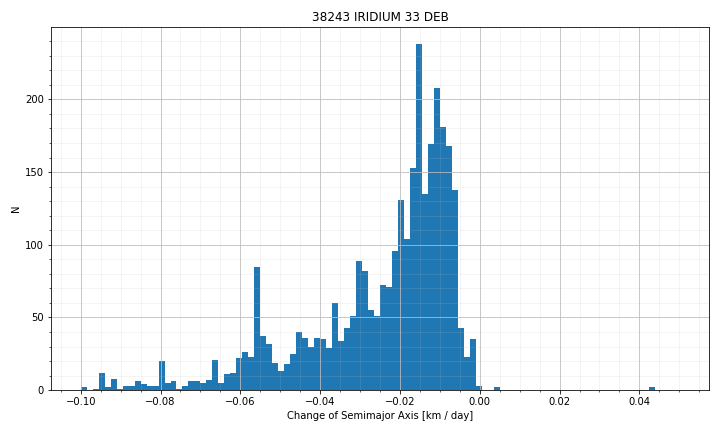 38243 IRIDIUM 33 DEB
200
150
N
100
50
0
−0.10 −0.08 −0.06 −0.04 −0.02 0.00 0.02 0.04
Change of Semimajor Axis [km / day]